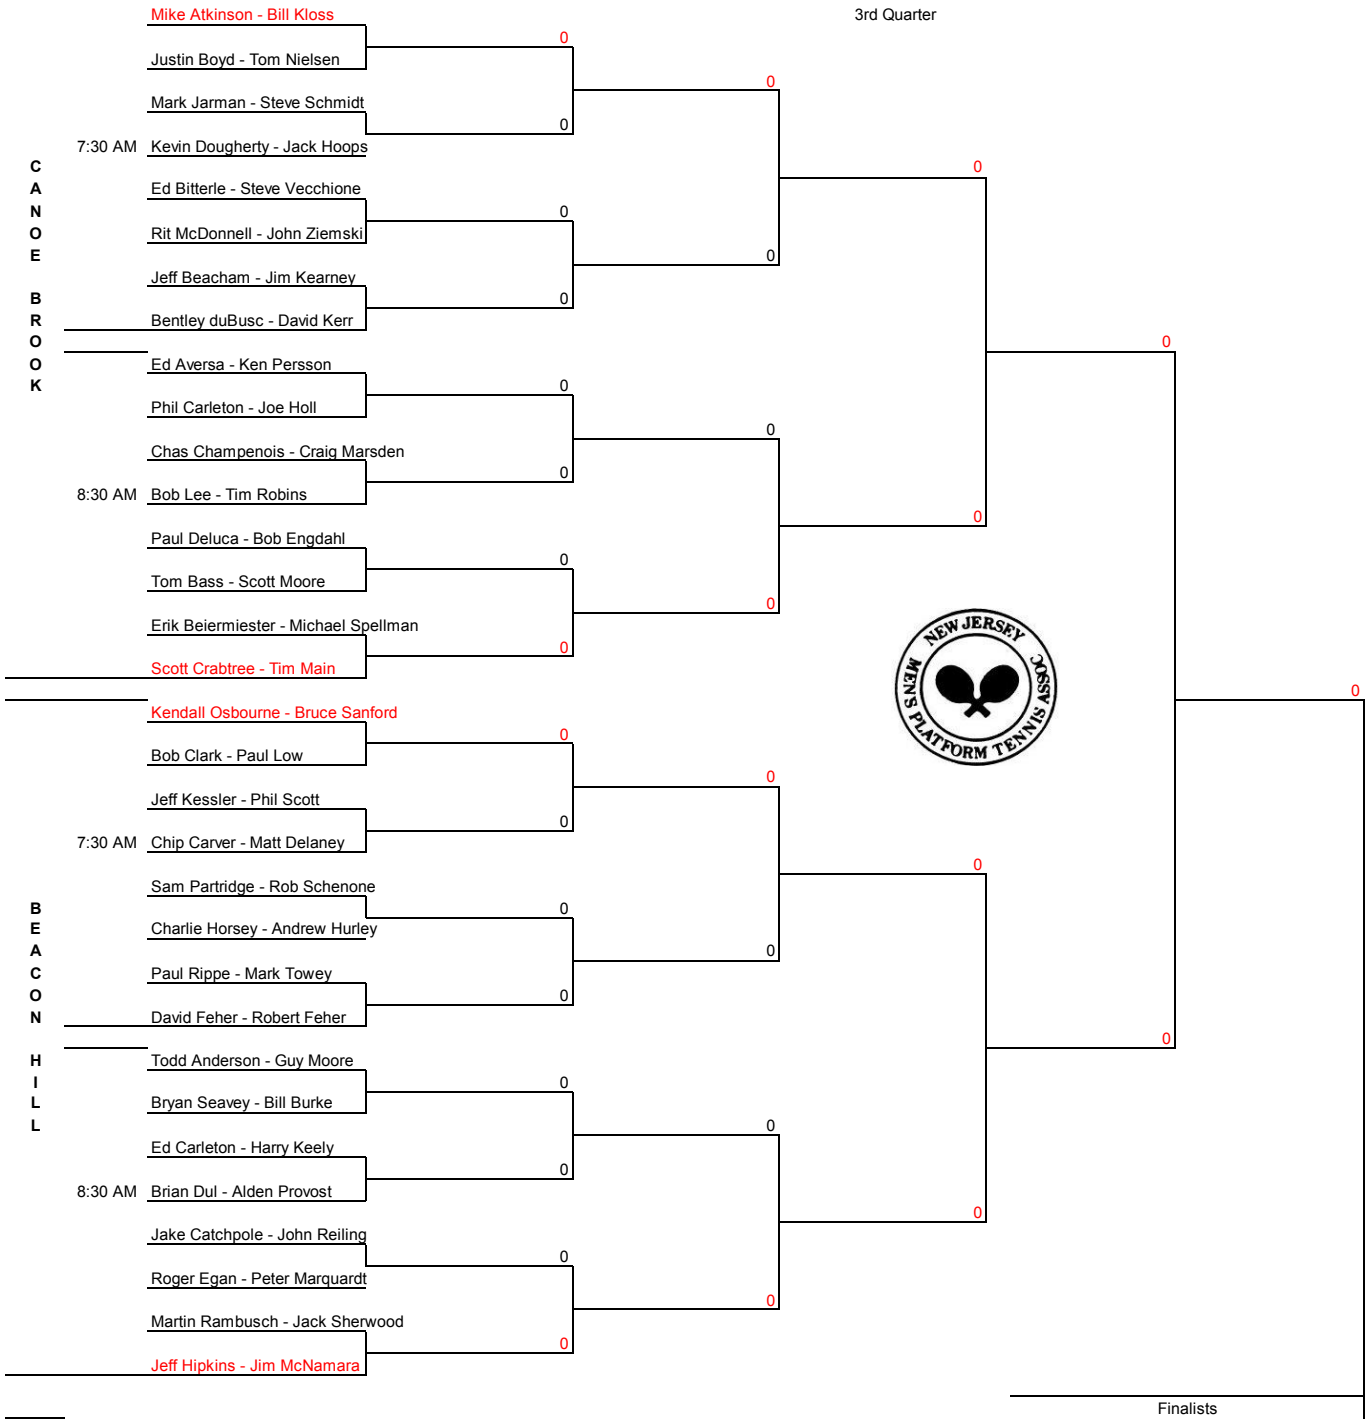 Mike Atkinson - Bill Kloss
3rd Quarter
0
Justin Boyd - Tom Nielsen
0
Mark Jarman - Steve Schmidt
0
7:30 AM Kevin Dougherty - Jack Hoops
0
CANOE BROOK
Ed Bitterle - Steve Vecchione
0
Rit McDonnell - John Ziemski
0
Jeff Beacham - Jim Kearney
0
Bentley duBusc - David Kerr
0
Ed Aversa - Ken Persson
0
Phil Carleton - Joe Holl
0
Chas Champenois - Craig Marsden
0
8:30 AM Bob Lee - Tim Robins
0
Paul Deluca - Bob Engdahl
0
Tom Bass - Scott Moore
0
Erik Beiermiester - Michael Spellman
0
Scott Crabtree - Tim Main
NEW JERSEY
MEN'S PLATFORM TENNIS ASSOC
0
Kendall Osbourne - Bruce Sanford
0
Bob Clark - Paul Low
0
Jeff Kessler - Phil Scott
0
7:30 AM Chip Carver - Matt Delaney
0
Sam Partridge - Rob Schenone
0
BEACON HILL
Charlie Horsey - Andrew Hurley
0
Paul Rippe - Mark Towey
0
David Feher - Robert Feher
0
Todd Anderson - Guy Moore
0
Bryan Seavey - Bill Burke
0
Ed Carleton - Harry Keely
0
8:30 AM Brian Dul - Alden Provost
0
Jake Catchpole - John Reiling
0
Roger Egan - Peter Marquardt
0
Martin Rambusch - Jack Sherwood
0
Jeff Hipkins - Jim McNamara
Finalists